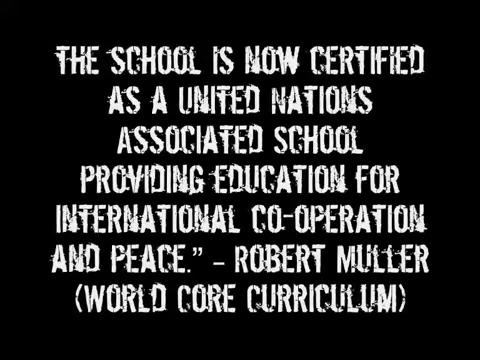 THE SCHOOL IS NOW CERTIFIED
AS A UNITED NATIONS
ASSOCIATED SCHOOL
PROVIDING EDUCATION FOR
INTERNATIONAL CO-OPERATION
AND PEACE.” – ROBERT MULLER
(WORLD CORE CURRICULUM)